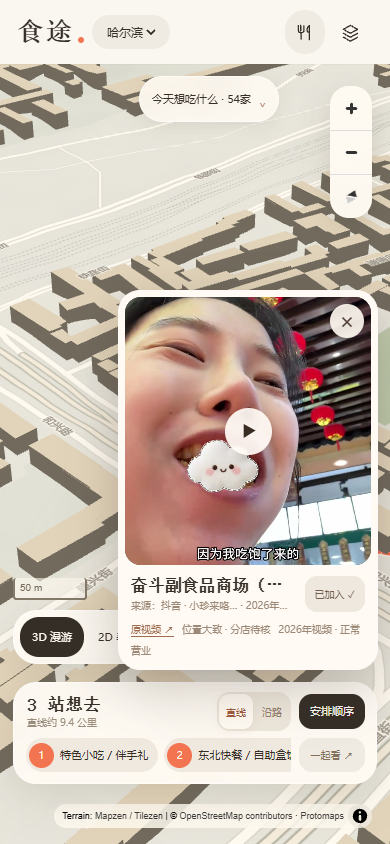 食途.
哈尔滨
今天想吃什么 · 54家
因为我吃饱了来的
奋斗副食品商场（…
已加入 ✓
来源：抖音 · 小珍来咯... · 2026年...
原视频 ↗ 位置大致 · 分店待核 2026年视频 · 正常
营业
50 m
3D 漫游
2D
3 站想去
直线约 9.4 公里
直线
沿路
安排顺序
1 特色小吃 / 伴手礼
2 东北快餐 / 自助盒
一起看 ↗
Terrain: Mapzen / Tilezen | © OpenStreetMap contributors · Protomaps